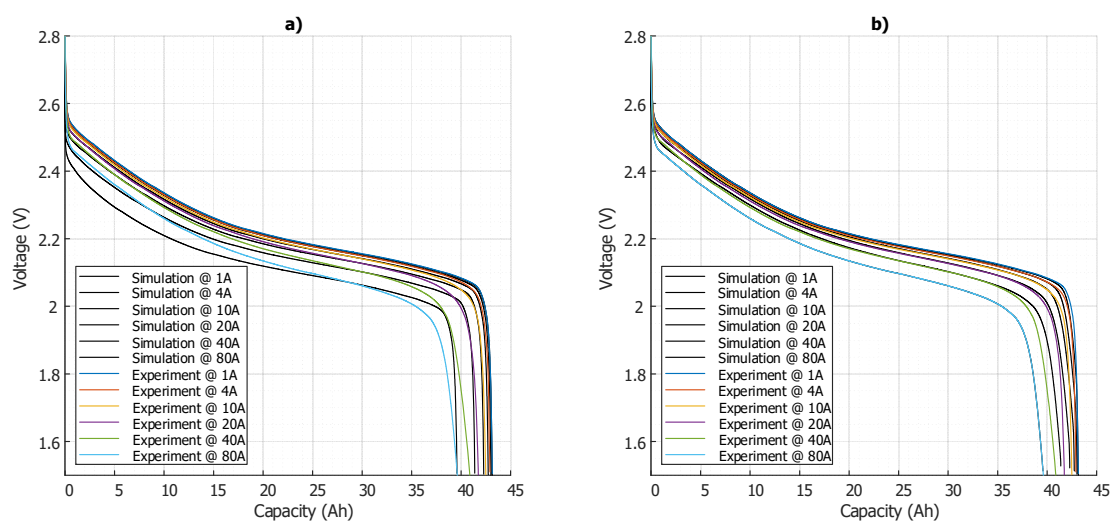 a)
2.8
2.6
2.4
2.2
2
1.8
1.6
Voltage (V)
Simulation @ 1A
Simulation @ 4A
Simulation @ 10A
Simulation @ 20A
Simulation @ 40A
Simulation @ 80A
Experiment @ 1A
Experiment @ 4A
Experiment @ 10A
Experiment @ 20A
Experiment @ 40A
Experiment @ 80A
0 5 10 15 20 25 30 35 40 45
Capacity (Ah)
b)
2.8
2.6
2.4
2.2
2
1.8
1.6
Voltage (V)
Simulation @ 1A
Simulation @ 4A
Simulation @ 10A
Simulation @ 20A
Simulation @ 40A
Simulation @ 80A
Experiment @ 1A
Experiment @ 4A
Experiment @ 10A
Experiment @ 20A
Experiment @ 40A
Experiment @ 80A
0 5 10 15 20 25 30 35 40 45
Capacity (Ah)